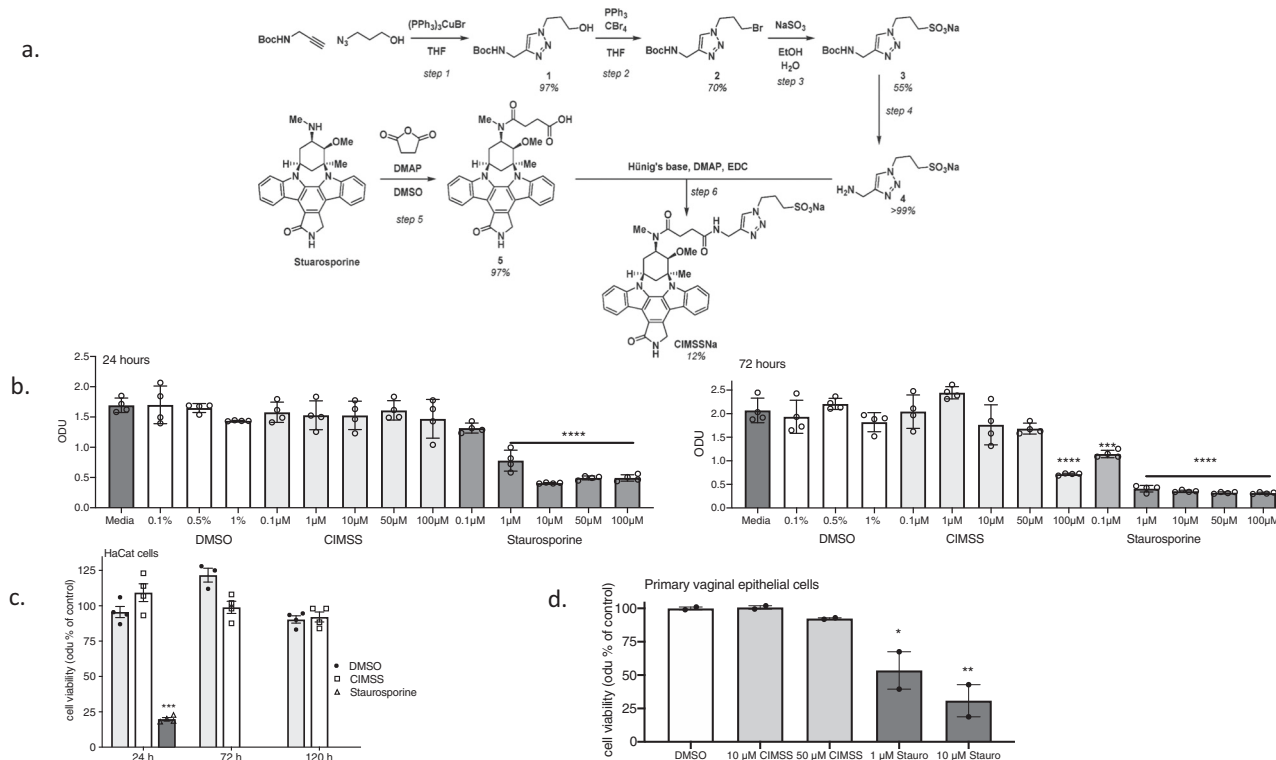 a.
BocHN
N3
OH
(PPh3)3CuBr
THF
step 1
OH
N
N
N
BocHN
1
97%
PPh3
CBr4
THF
step 2
Br
N
N
N
BocHN
2
70%
NaSO3
EtOH
H2O
step 3
SO3Na
N
N
N
BocHN
3
55%
step 4
Me
NH
OMe
H
Me
N
N
O
N
H
Stuarosporine
O
O
O
DMAP
DMSO
step 5
O
OH
Me
N
O
OMe
H
Me
N
N
O
N
H
5
97%
Hünig's base, DMAP, EDC
step 6
SO3Na
N
N
N
H2N
4
>99%
SO3Na
O
H
N
N
N
N
Me
N
O
OMe
H
Me
N
N
O
N
H
CIMSSNa
12%
b.
24 hours
2.5
2.0
1.5
1.0
0.5
0.0
ODU
****
Media 0.1% 0.5% 1% 0.1µM 1µM 10µM 50µM 100µM 0.1µM 1µM 10µM 50µM 100µM
DMSO CIMSS Staurosporine
72 hours
2.5
2.0
1.5
1.0
0.5
0.0
ODU
**** *** ****
Media 0.1% 0.5% 1% 0.1µM 1µM 10µM 50µM 100µM 0.1µM 1µM 10µM 50µM 100µM
DMSO CIMSS Staurosporine
c.
HaCat cells
125
100
75
50
25
0
cell viability (odu % of control)
***
DMSO
CIMSS
Staurosporine
24 h 72 h 120 h
d.
Primary vaginal epithelial cells
100
75
50
25
0
cell viability (odu % of control)
*
**
DMSO 10 µM CIMSS 50 µM CIMSS 1 µM Stauro 10 µM Stauro